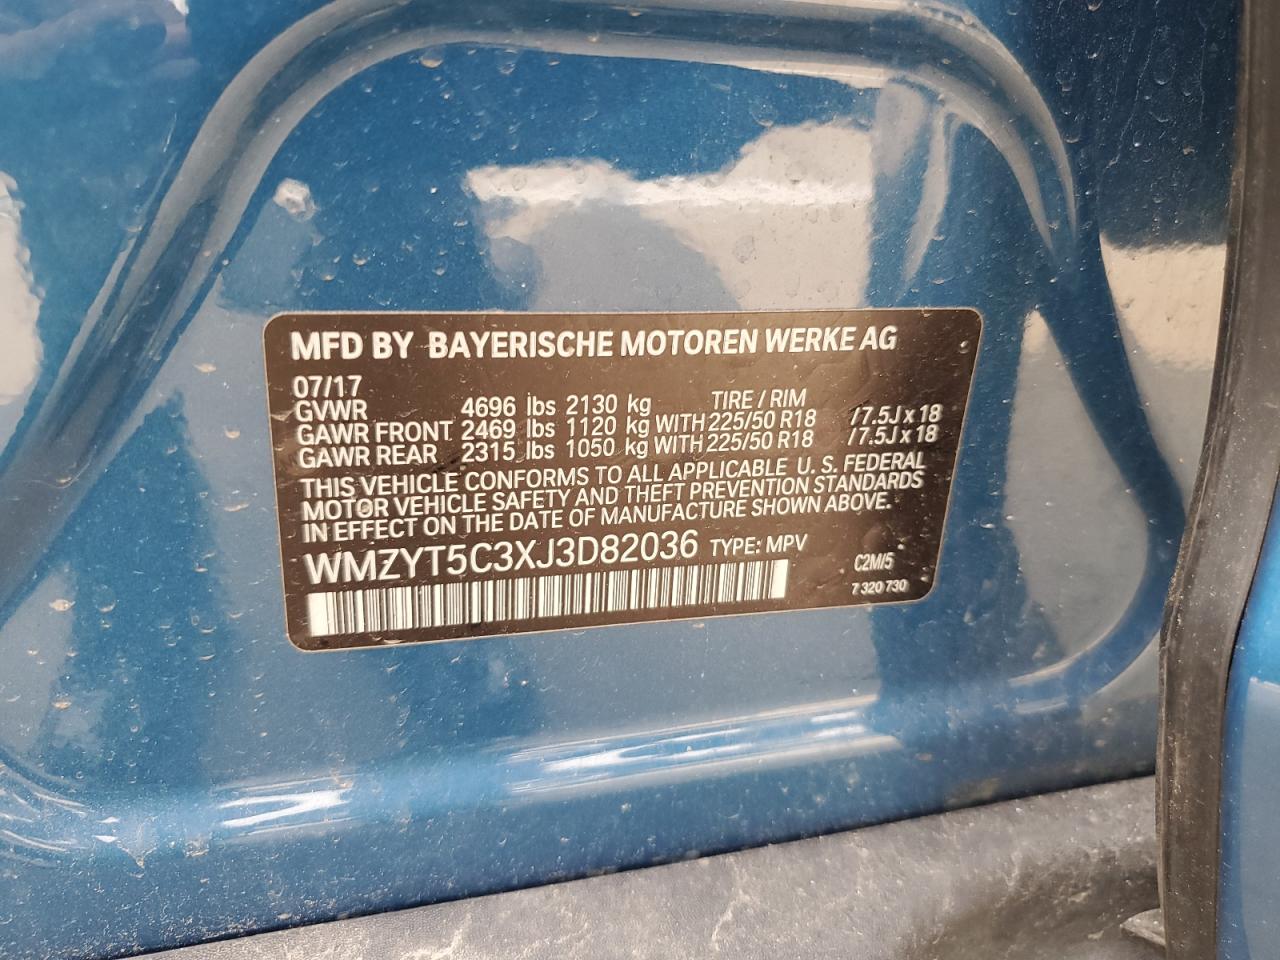 MFD BY BAYERISCHE MOTOREN WERKE AG
07/17 TIRE / RIM
GVWR 4696 lbs 2130 kg
GAWR FRONT 2469 lbs 1120 kg WITH 225/50 R18 /7.5J x 18
GAWR REAR 2315 lbs 1050 kg WITH 225/50 R18 /7.5J x 18
THIS VEHICLE CONFORMS TO ALL APPLICABLE U. S. FEDERAL
MOTOR VEHICLE SAFETY AND THEFT PREVENTION STANDARDS
IN EFFECT ON THE DATE OF MANUFACTURE SHOWN ABOVE.
WMZYT5C3XJ3D82036 TYPE: MPV
C2MI5
7 320 730